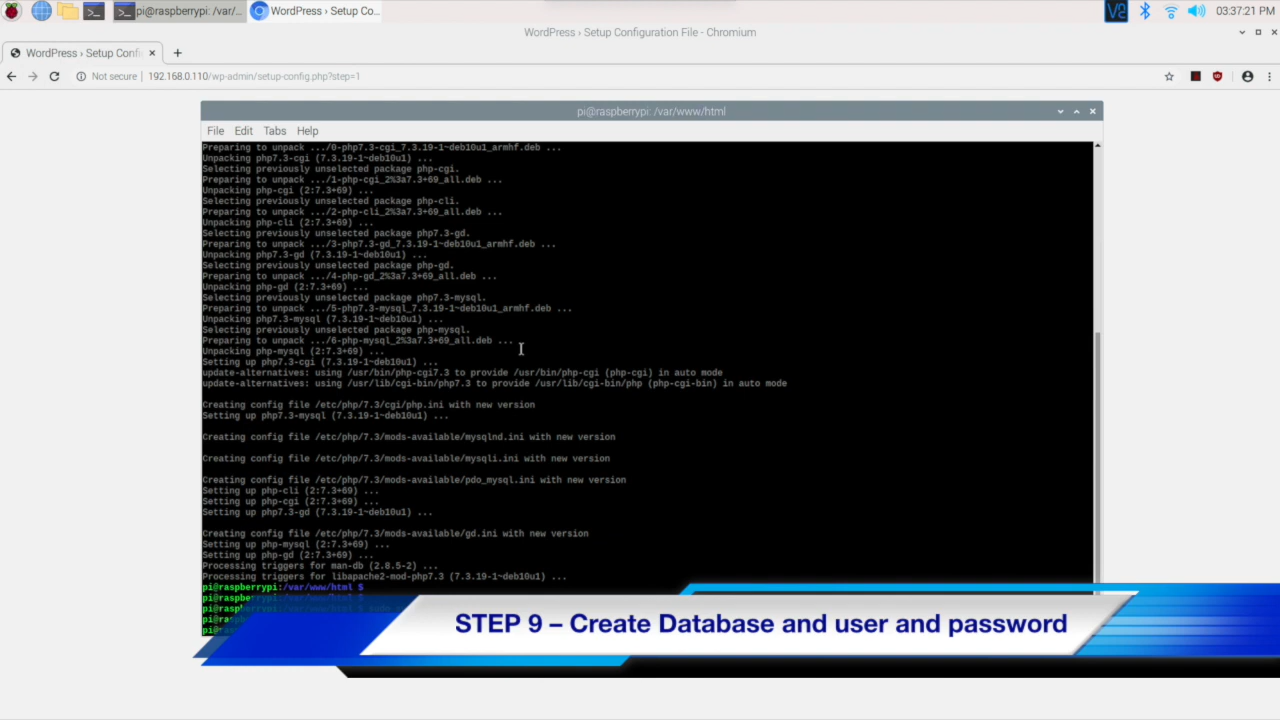 pi@raspberrypi: /var/...
WordPress › Setup Co...
03:37:21 PM
WordPress › Setup Configuration File - Chromium
WordPress › Setup Confi
Not secure
192.168.0.110/wp-admin/setup-config.php?step=1
pi@raspberrypi: /var/www/html
File Edit Tabs Help
Preparing to unpack .../0-php7.3-cgi_7.3.19-1~deb10u1_armhf.deb ...
Unpacking php7.3-cgi (7.3.19-1~deb10u1) ...
Selecting previously unselected package php-cgi.
Preparing to unpack .../1-php-cgi_2%3a7.3+69_all.deb ...
Unpacking php-cgi (2:7.3+69) ...
Selecting previously unselected package php-cli.
Preparing to unpack .../2-php-cli_2%3a7.3+69_all.deb ...
Unpacking php-cli (2:7.3+69) ...
Selecting previously unselected package php7.3-gd.
Preparing to unpack .../3-php7.3-gd_7.3.19-1~deb10u1_armhf.deb ...
Unpacking php7.3-gd (7.3.19-1~deb10u1) ...
Selecting previously unselected package php-gd.
Preparing to unpack .../4-php-gd_2%3a7.3+69_all.deb ...
Unpacking php-gd (2:7.3+69) ...
Selecting previously unselected package php7.3-mysql.
Preparing to unpack .../5-php7.3-mysql_7.3.19-1~deb10u1_armhf.deb ...
Unpacking php7.3-mysql (7.3.19-1~deb10u1) ...
Selecting previously unselected package php-mysql.
Preparing to unpack .../6-php-mysql_2%3a7.3+69_all.deb ...
Unpacking php-mysql (2:7.3+69) ...
Setting up php7.3-cgi (7.3.19-1~deb10u1) ...
update-alternatives: using /usr/bin/php-cgi7.3 to provide /usr/bin/php-cgi (php-cgi) in auto mode
update-alternatives: using /usr/lib/cgi-bin/php7.3 to provide /usr/lib/cgi-bin/php (php-cgi-bin) in auto mode
Creating config file /etc/php/7.3/cgi/php.ini with new version
Setting up php7.3-mysql (7.3.19-1~deb10u1) ...
Creating config file /etc/php/7.3/mods-available/mysqlnd.ini with new version
Creating config file /etc/php/7.3/mods-available/mysqli.ini with new version
Creating config file /etc/php/7.3/mods-available/pdo_mysql.ini with new version
Setting up php-cli (2:7.3+69) ...
Setting up php-cgi (2:7.3+69) ...
Setting up php7.3-gd (7.3.19-1~deb10u1) ...
Creating config file /etc/php/7.3/mods-available/gd.ini with new version
Setting up php-mysql (2:7.3+69) ...
Setting up php-gd (2:7.3+69) ...
Processing triggers for man-db (2.8.5-2) ...
Processing triggers for libapache2-mod-php7.3 (7.3.19-1~deb10u1) ...
pi@raspberrypi:/var/www/html $
pi@raspberrypi:/var/www/html $
pi@raspberrypi:/var/www/html $
STEP 9 – Create Database and user and password